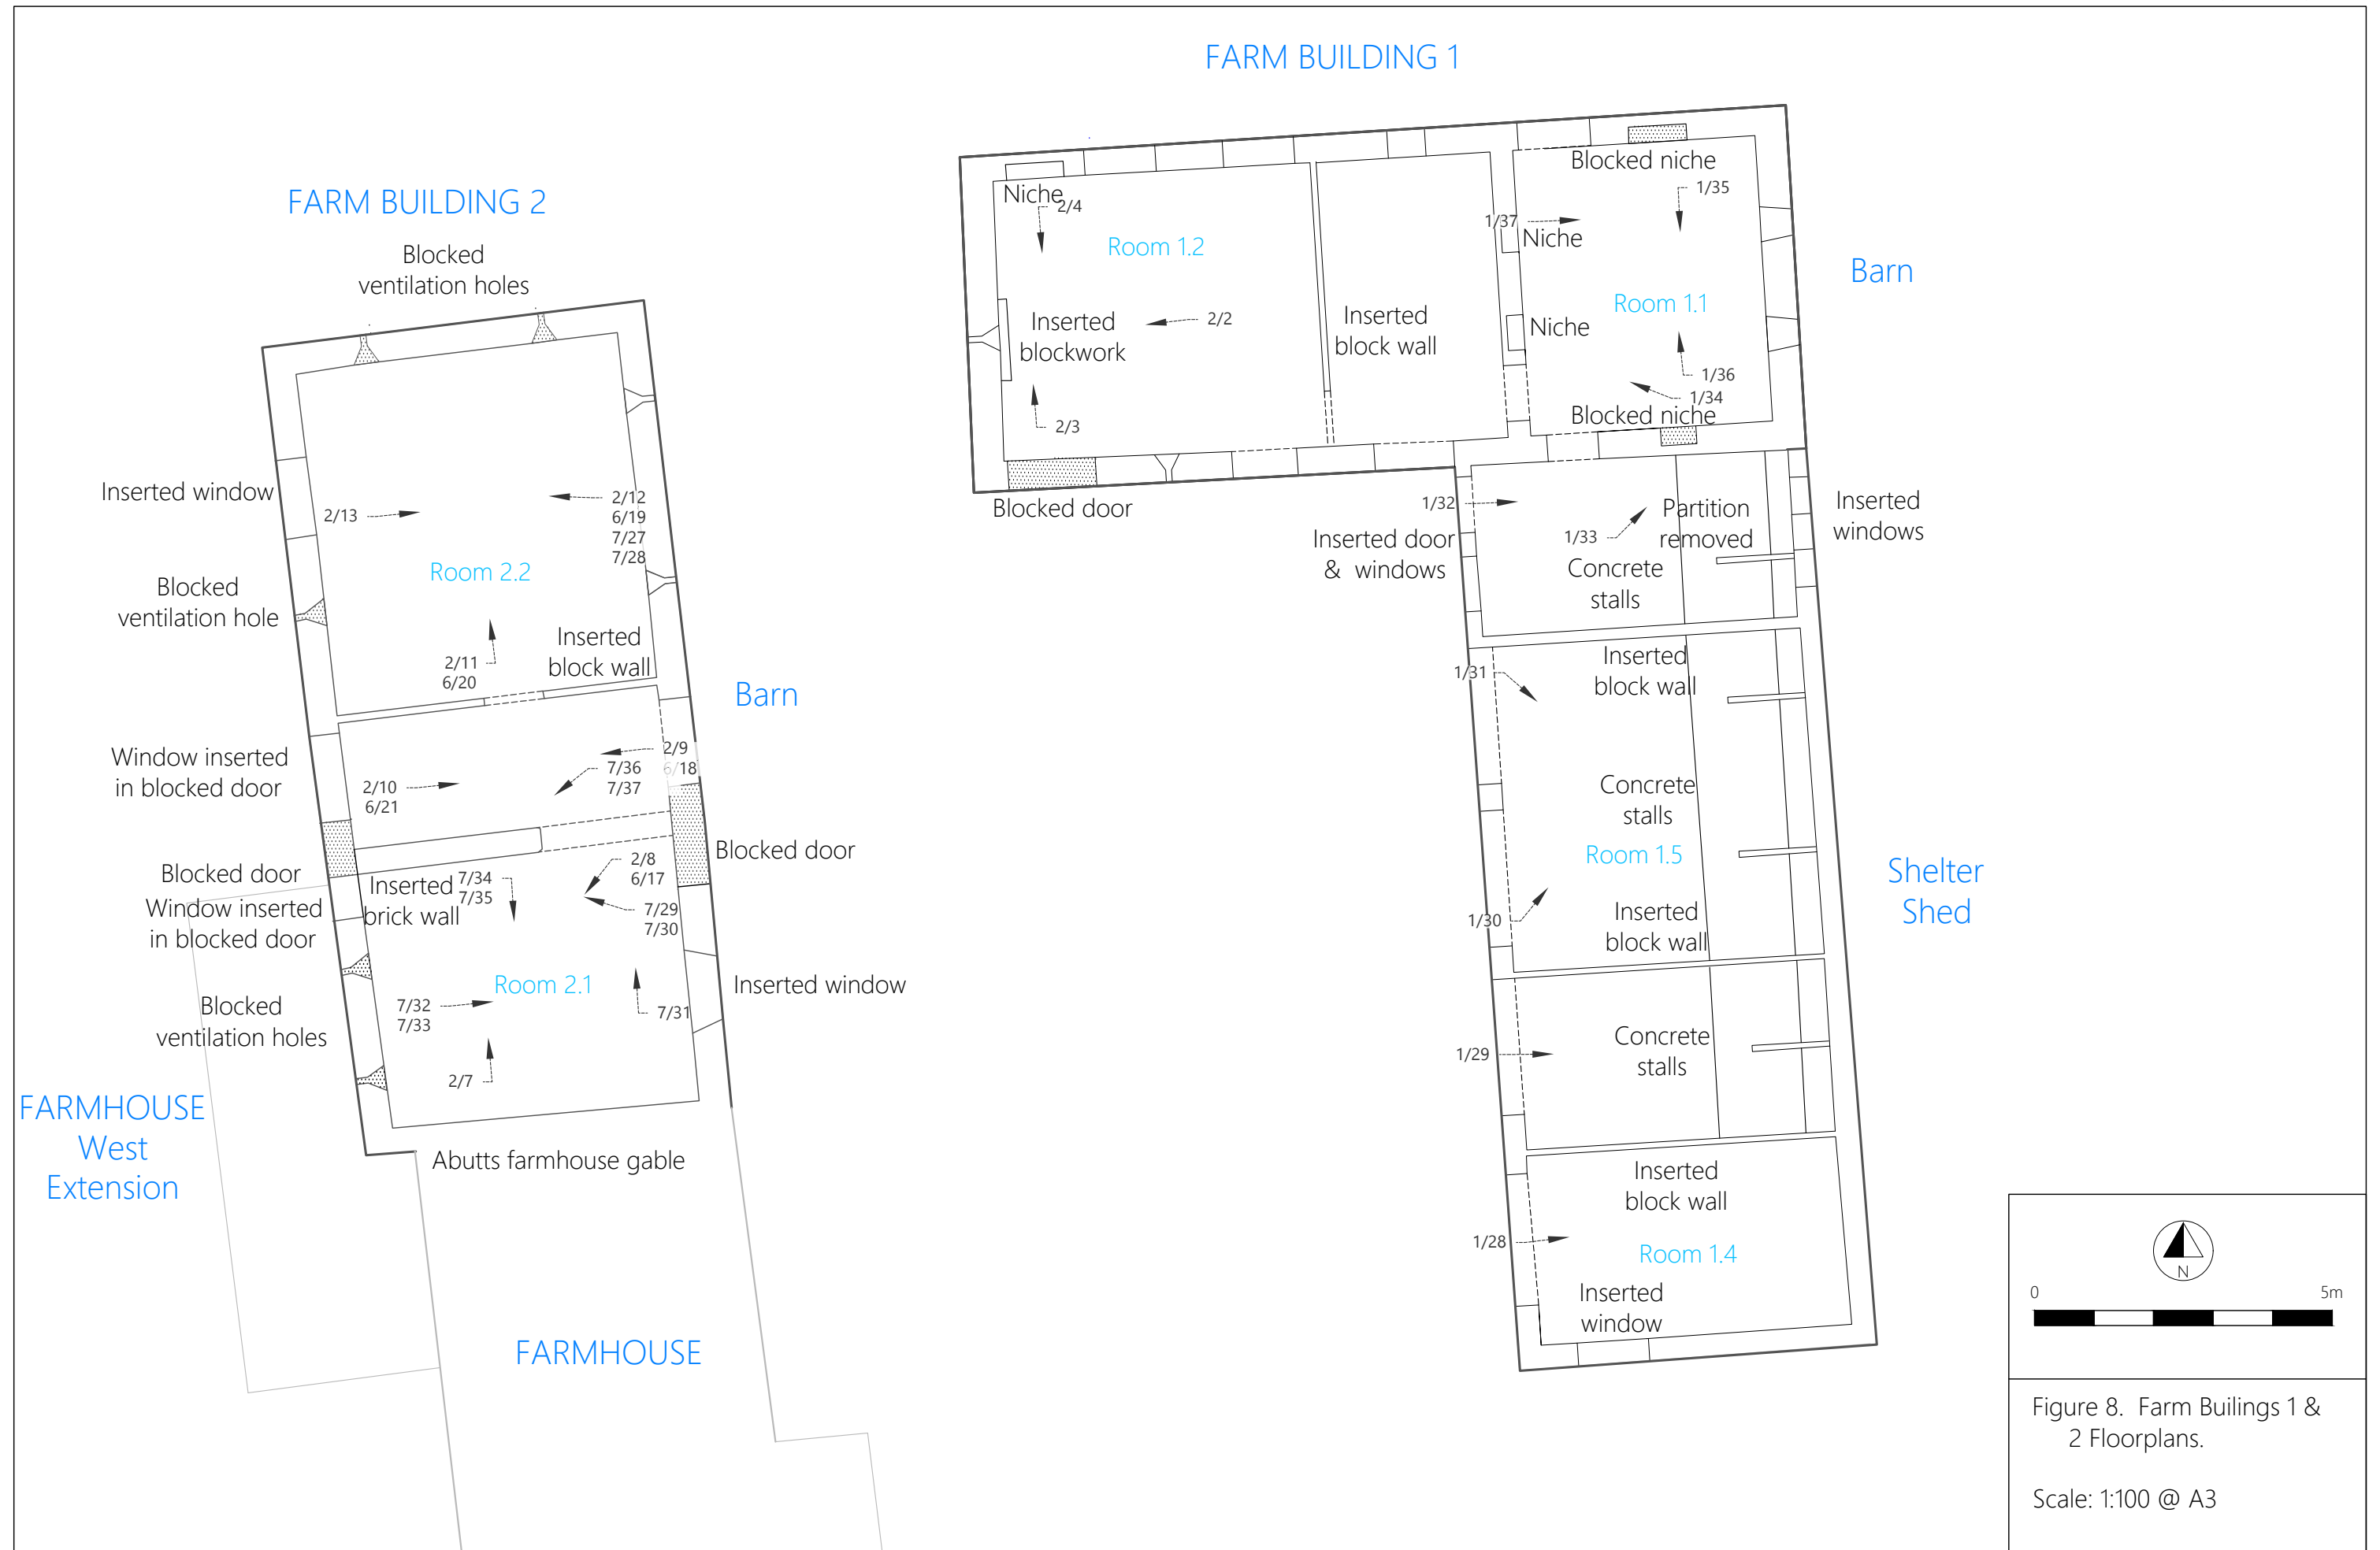 FARM BUILDING 1
FARM BUILDING 2
Blocked
ventilation holes
Inserted window
2/13
2/12
6/19
7/27
7/28
Room 2.2
Blocked
ventilation hole
2/11
6/20
Inserted
block wall
Barn
Window inserted
in blocked door
2/10
6/21
2/9
6/18
7/36
7/37
Blocked door
Blocked door
Window inserted
in blocked door
Inserted
brick wall
7/34
7/35
2/8
6/17
7/29
7/30
Room 2.1
Inserted window
Blocked
ventilation holes
7/32
7/33
7/31
2/7
FARMHOUSE
West
Extension
Abutts farmhouse gable
FARMHOUSE
Niche
2/4
Room 1.2
Inserted
blockwork
2/2
Inserted
block wall
2/3
Blocked door
Blocked niche
1/35
1/37
Niche
Room 1.1
Niche
1/36
1/34
Blocked niche
Barn
1/32
Inserted door
& windows
1/33
Partition
removed
Concrete
stalls
Inserted
windows
1/31
Inserted
block wall
Concrete
stalls
Room 1.5
Shelter
Shed
1/30
Inserted
block wall
1/29
Concrete
stalls
Inserted
block wall
1/28
Room 1.4
Inserted
window
N
0 5m
Figure 8. Farm Builings 1 &
2 Floorplans.
Scale: 1:100 @ A3